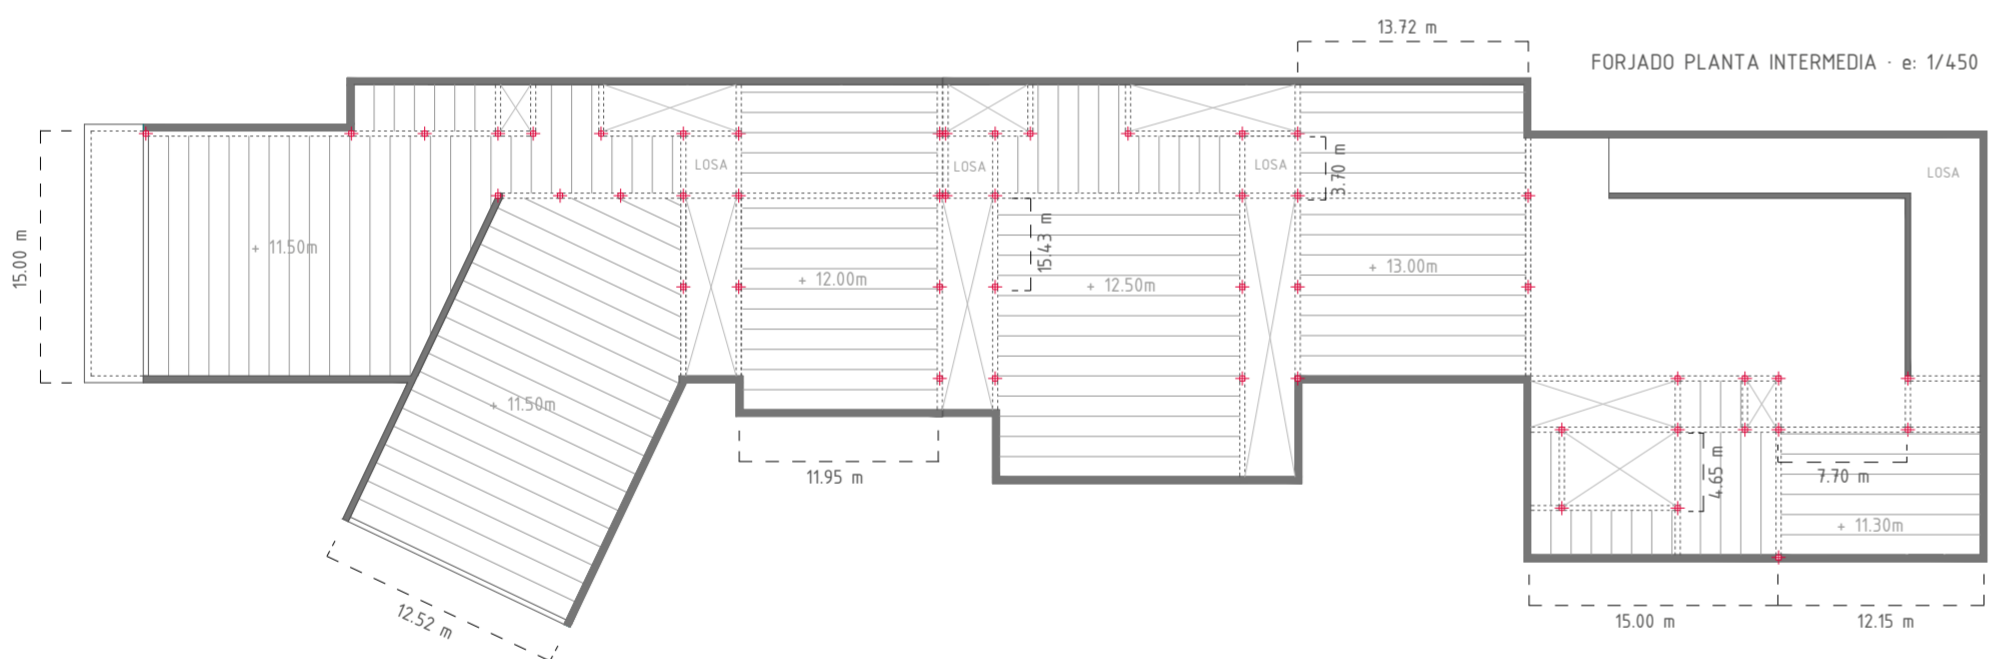 13.72 m
FORJADO PLANTA INTERMEDIA · e: 1/450
LOSA
LOSA
LOSA
3.70 m
LOSA
15.00 m
+ 11.50m
15.43 m
+ 12.00m
+ 12.50m
+ 13.00m
+ 11.50m
11.95 m
4.65 m
7.70 m
+ 11.30m
12.52 m
15.00 m
12.15 m